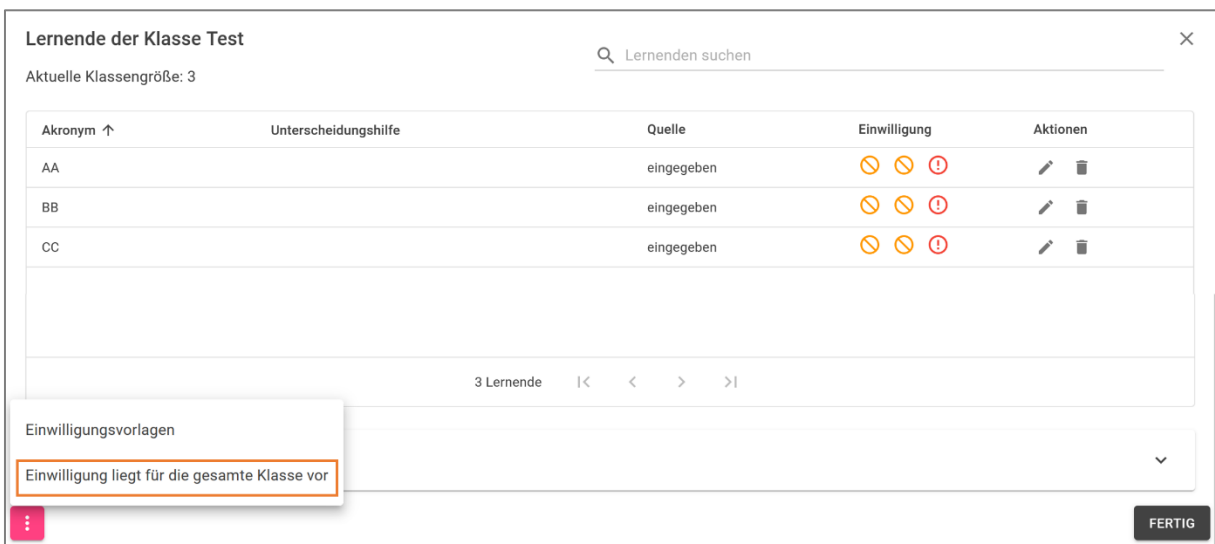 Lernende der Klasse Test
Lernenden suchen
Aktuelle Klassengröße: 3
Akronym Unterscheidungshilfe Quelle Einwilligung Aktionen
AA eingegeben
BB eingegeben
CC eingegeben
3 Lernende
Einwilligungsvorlagen
Einwilligung liegt für die gesamte Klasse vor
FERTIG